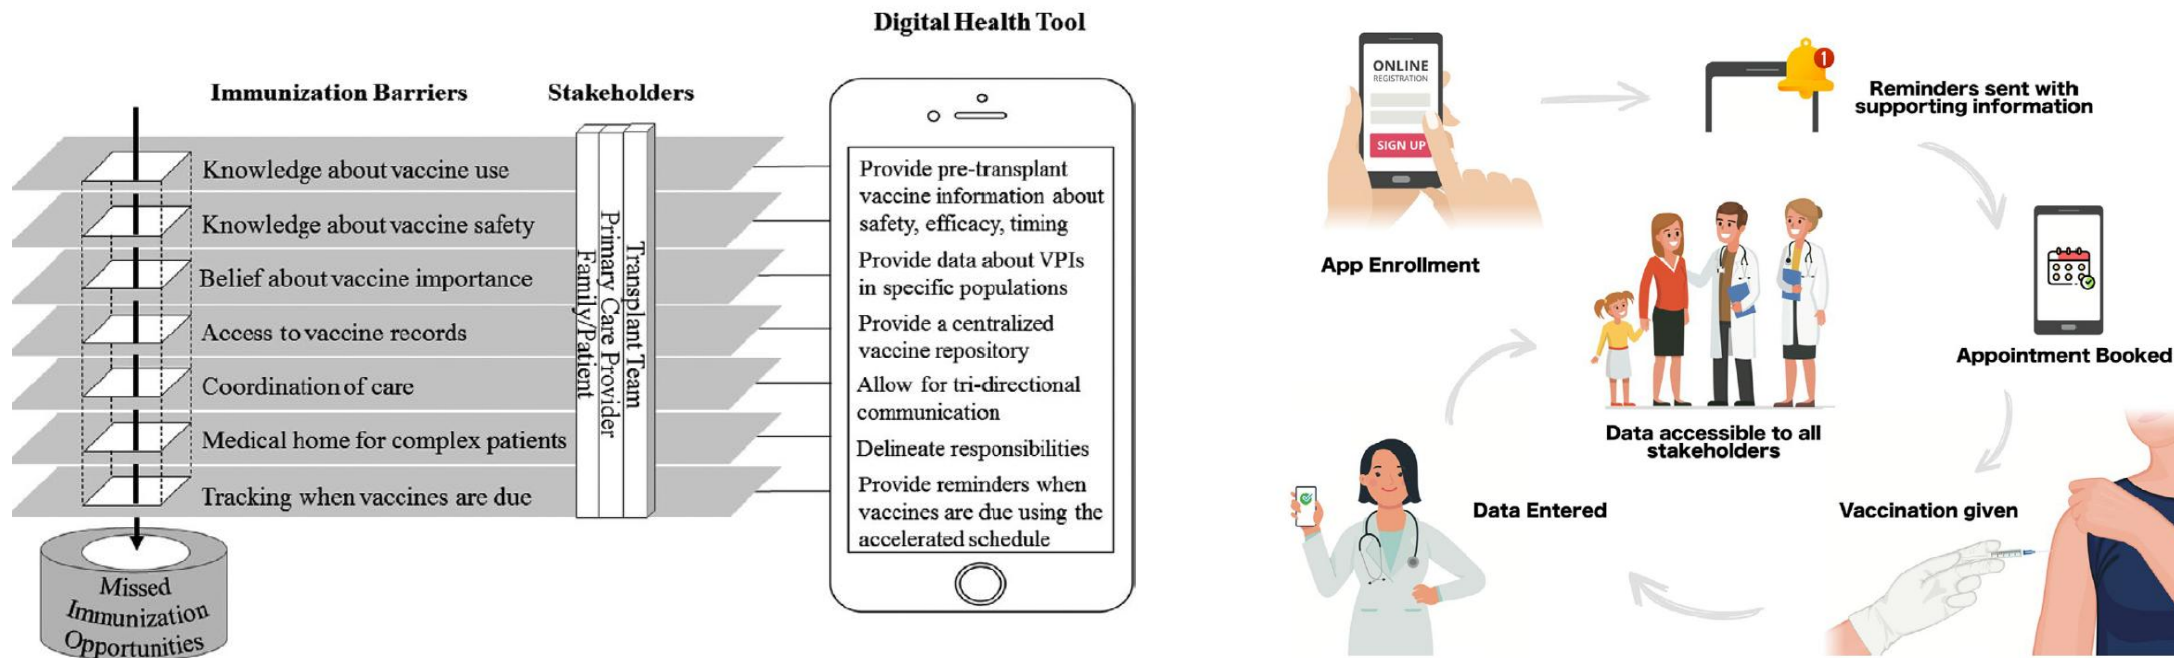 Digital Health Tool
Immunization Barriers
Stakeholders
Knowledge about vaccine use
Knowledge about vaccine safety
Belief about vaccine importance
Access to vaccine records
Coordination of care
Medical home for complex patients
Tracking when vaccines are due
Missed
Immunization
Opportunities
Family/Patient
Primary Care Provider
Transplant Team
Provide pre-transplant
vaccine information about
safety, efficacy, timing
Provide data about VPIs
in specific populations
Provide a centralized
vaccine repository
Allow for tri-directional
communication
Delineate responsibilities
Provide reminders when
vaccines are due using the
accelerated schedule
ONLINE
REGISTRATION
SIGN UP
App Enrollment
1
Reminders sent with
supporting information
Appointment Booked
Vaccination given
Data Entered
Data accessible to all
stakeholders